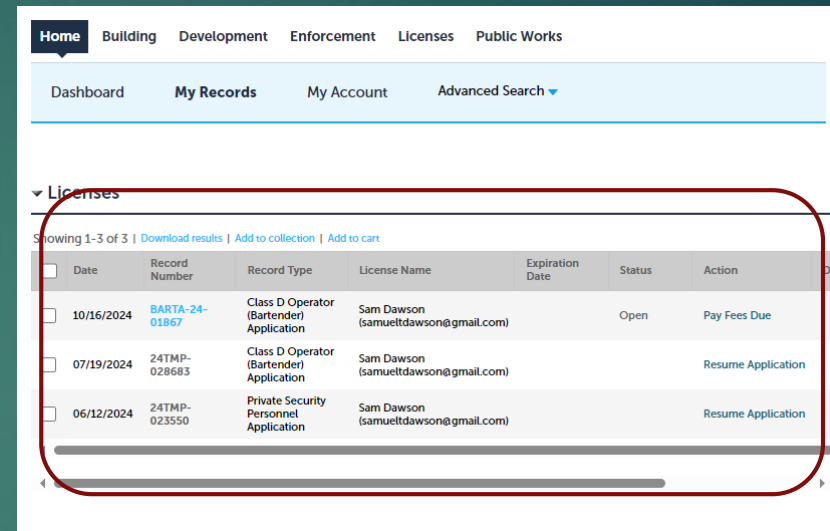 Home Building Development Enforcement Licenses Public Works
Dashboard My Records My Account Advanced Search
Licenses
Showing 1-3 of 3 | Download results | Add to collection | Add to cart
Date Record Number Record Type License Name Expiration Date Status Action
10/16/2024 BARTA-24-01867 Class D Operator (Bartender) Application Sam Dawson (samueltdawson@gmail.com) Open Pay Fees Due
07/19/2024 24TMP-028683 Class D Operator (Bartender) Application Sam Dawson (samueltdawson@gmail.com) Resume Application
06/12/2024 24TMP-023550 Private Security Personnel Application Sam Dawson (samueltdawson@gmail.com) Resume Application